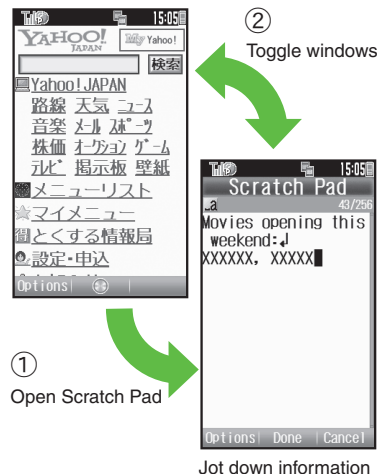 15:05
YAHOO!
JAPAN
My Yahoo!
検索
Yahoo!JAPAN
路線 天気 ニュース
音楽 メール スポーツ
株価 オークション ゲーム
テレビ 掲示板 壁紙
メニューリスト
マイメニュー
とくする情報局
設定・申込
Options
②
Toggle windows
15:05
Scratch Pad
_a
43/256
Movies opening this
weekend:↲
XXXXXX, XXXXX
Options Done Cancel
①
Open Scratch Pad
Jot down information